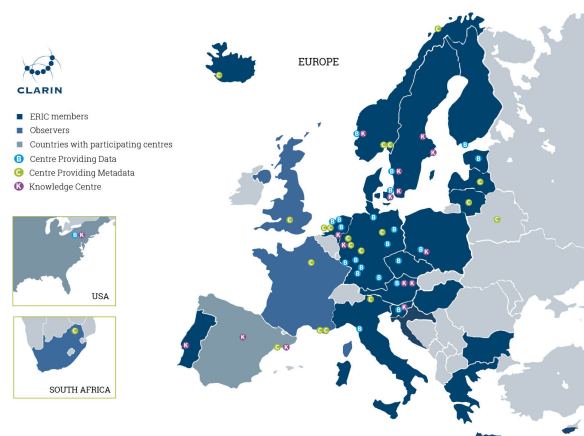 EUROPE
CLARIN
ERIC members
Observers
Countries with participating centres
B Centre Providing Data
C Centre Providing Metadata
K Knowledge Centre
B K
USA
C
SOUTH AFRICA
C
C
B K
C C
K
K
B
B
B K
C
B K
K
C
C
C
B B
C C B
B
B
K
C
K C
C
B
B
B
B
B
B K
B
B
C
B K K
C
B K
C C
B
K
C K
K